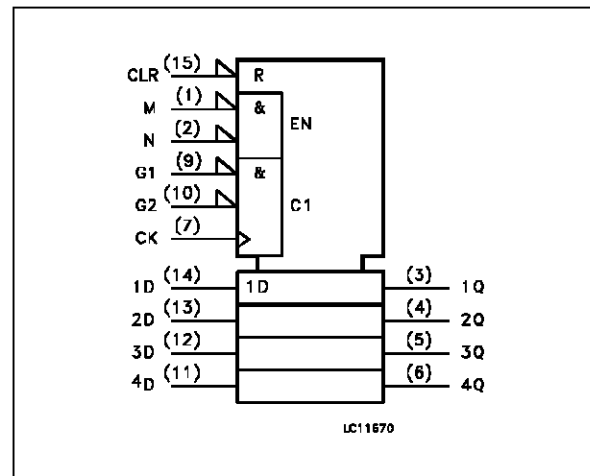 CLR (15) R
M (1) &
EN
N (2)
G1 (9) &
G2 (10) C1
CK (7)
1D (14) 1D (3) 1Q
2D (13) (4) 2Q
3D (12) (5) 3Q
4D (11) (6) 4Q
LC11670